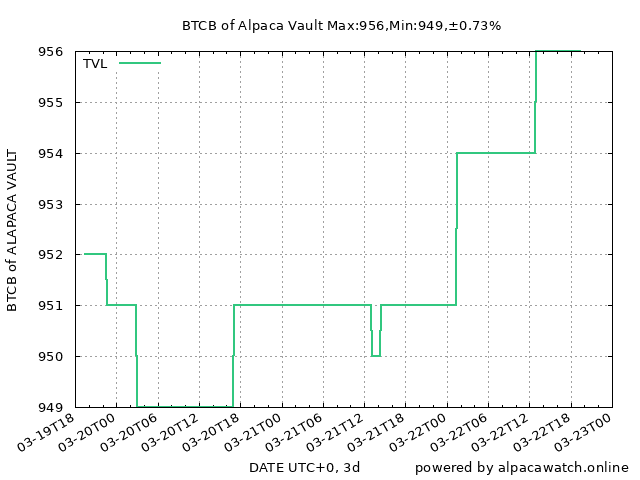 BTCB of Alpaca Vault Max:956,Min:949,±0.73%
TVL
956
955
954
953
952
951
950
949
BTCB of ALAPACA VAULT
03-19T18
03-20T00
03-20T06
03-20T12
03-20T18
03-21T00
03-21T06
03-21T12
03-21T18
03-22T00
03-22T06
03-22T12
03-22T18
03-23T00
DATE UTC+0, 3d
powered by alpacawatch.online